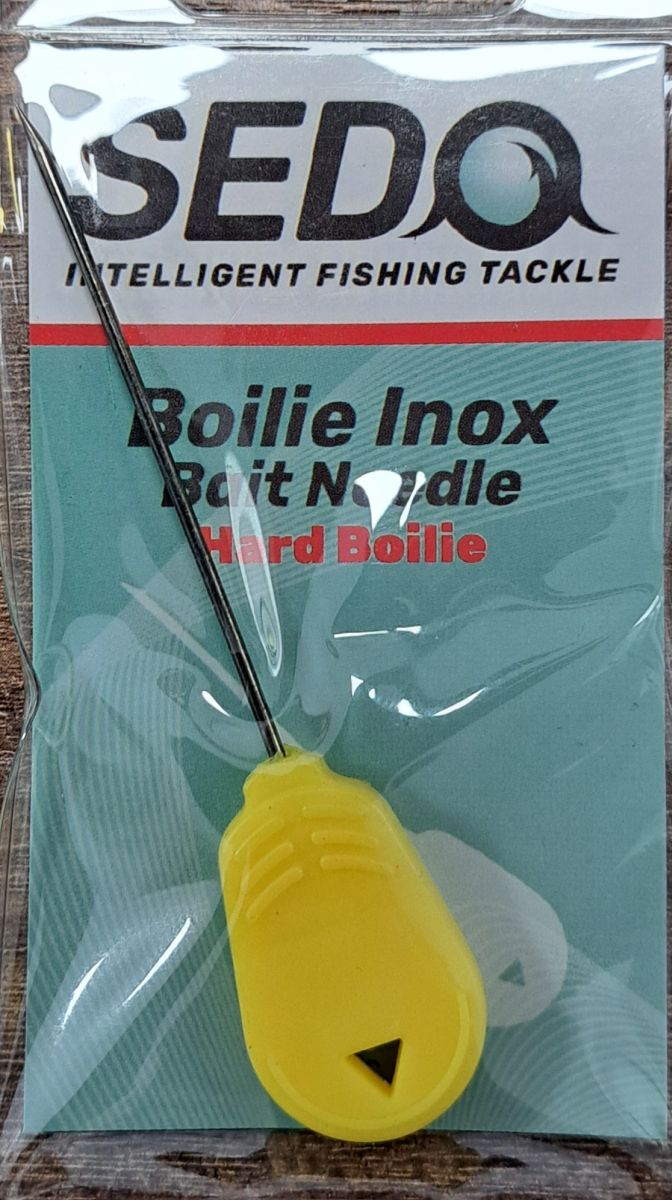 SEDO
INTELLIGENT FISHING TACKLE
Boilie Inox
Bait Needle
Hard Boilie